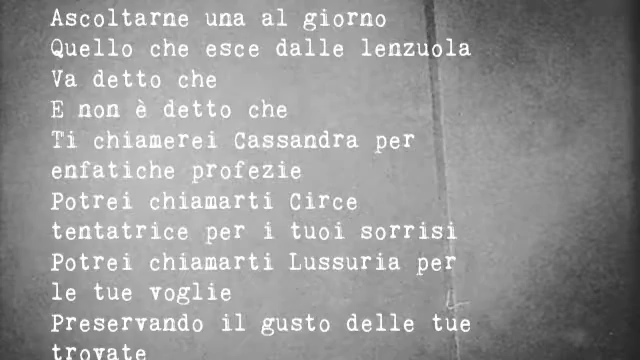 Ascoltarne una al giorno
Quello che esce dalle lenzuola
Va detto che
E non è detto che
Ti chiamerei Cassandra per
enfatiche profezie
Potrei chiamarti Circe
tentatrice per i tuoi sorrisi
Potrei chiamarti Lussuria per
le tue voglie
Preservando il gusto delle tue
trovate